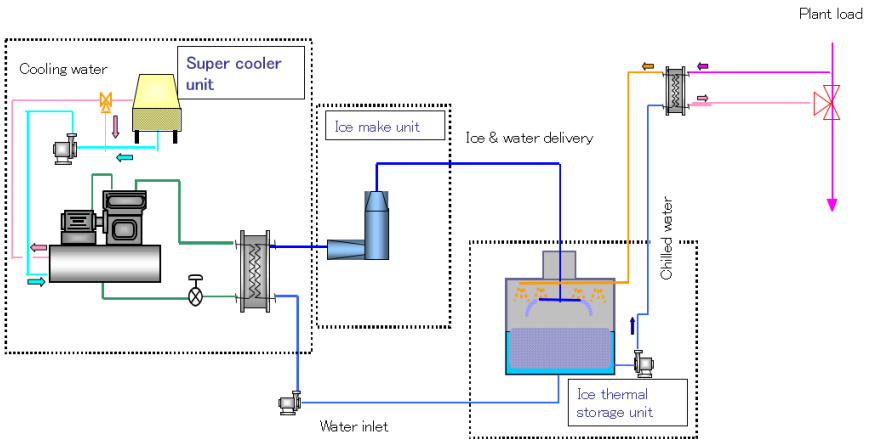 Plant load
Cooling water
Super cooler
unit
Ice make unit
Ice & water delivery
Chilled water
Ice thermal
storage unit
Water inlet